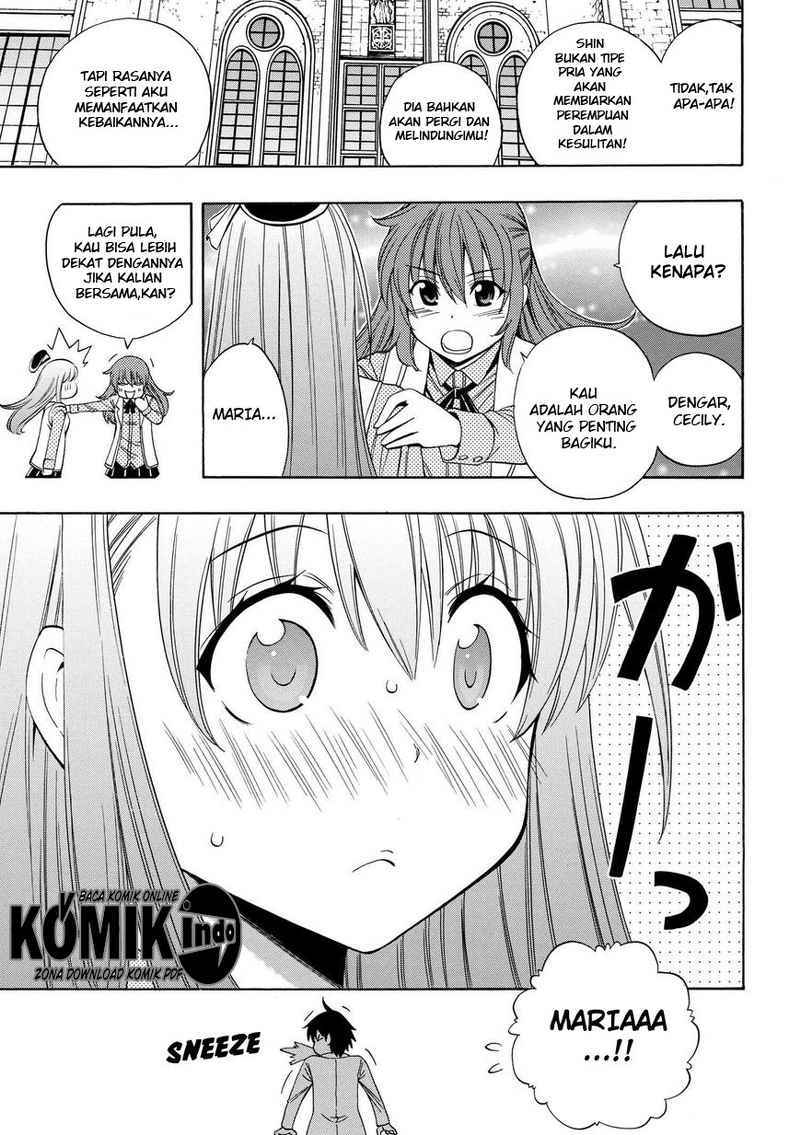 TIDAK,TAK
APA-APA!
SHIN
BUKAN TIPE
PRIA YANG
AKAN
MEMBIARKAN
PEREMPUAN
DALAM
KESULITAN!
DIA BAHKAN
AKAN PERGI DAN
MELINDUNGIMU!
TAPI RASANYA
SEPERTI AKU
MEMANFAATKAN
KEBAIKANNYA...
LALU
KENAPA?
DENGAR,
CECILY.
KAU
ADALAH ORANG
YANG PENTING
BAGIKU.
MARIA...
LAGI PULA,
KAU BISA LEBIH
DEKAT DENGANNYA
JIKA KALIAN
BERSAMA,KAN?
かーっ
BACA KOMIK ONLINE
KOMIK indo
ZONA DOWNLOAD KOMIK PDF
MARIAAA
...!!
SNEEZE